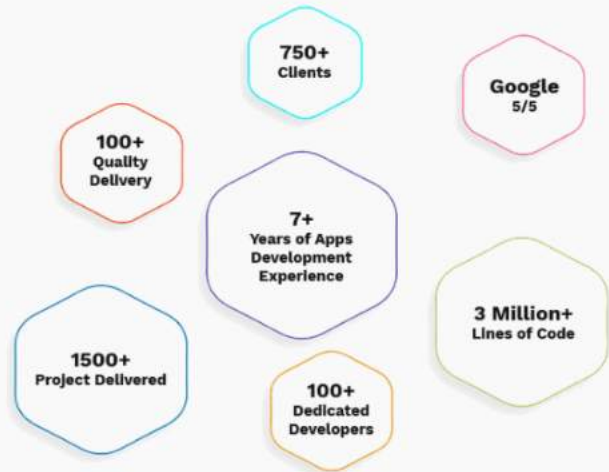 750+
Clients
Google
5/5
100+
Quality
Delivery
7+
Years of Apps
Development
Experience
3 Million+
Lines of Code
1500+
Project Delivered
100+
Dedicated
Developers